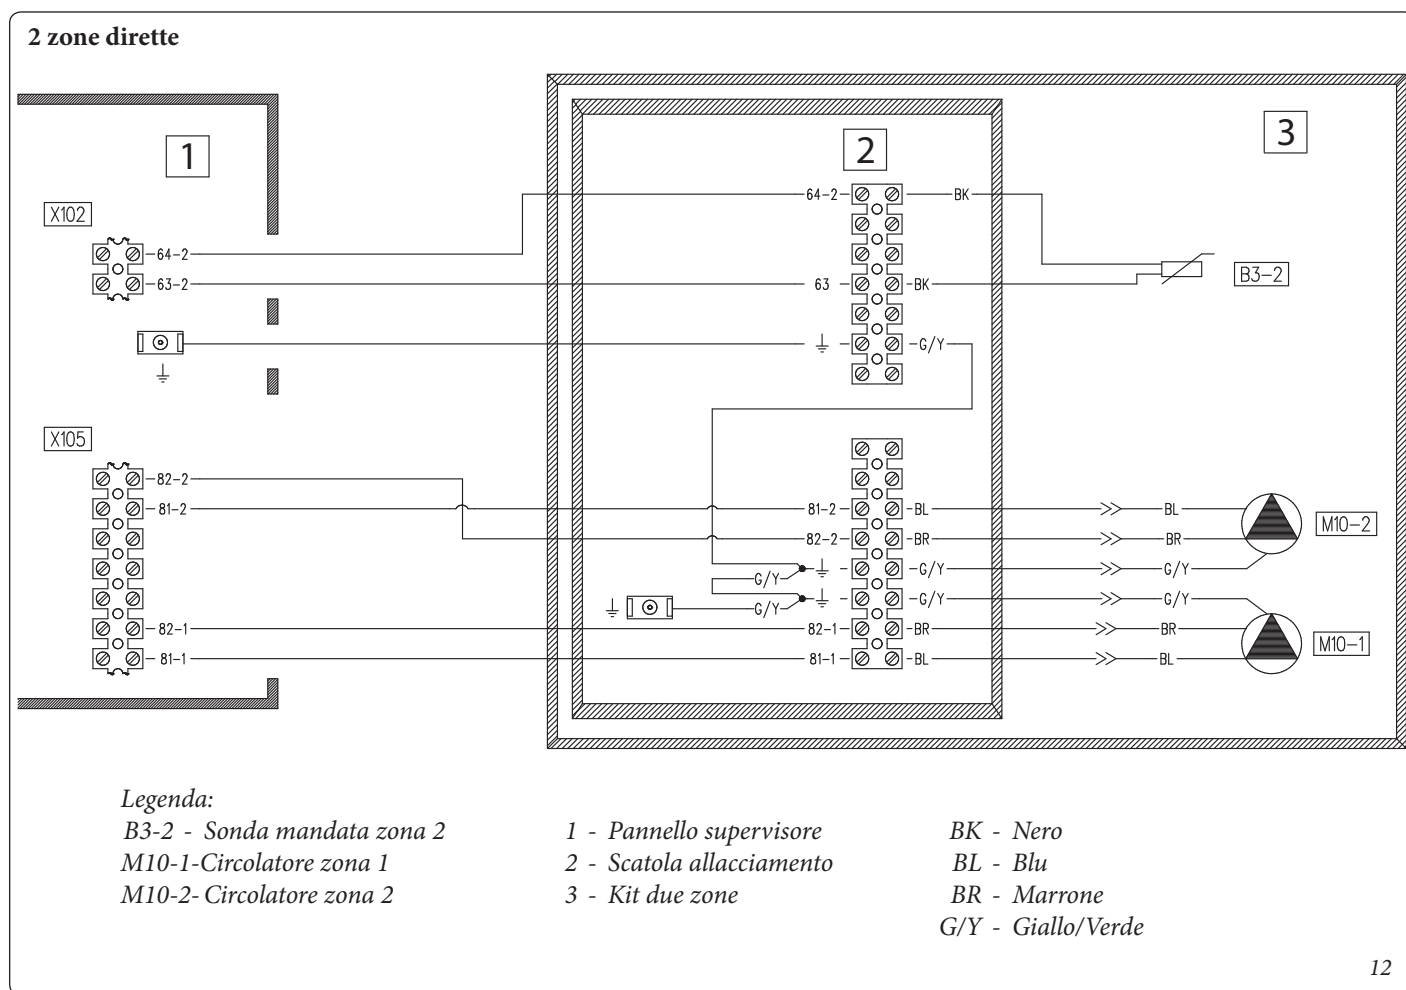 2 zone dirette
1
2
3
X102
64-2
63-2
64-2
BK
63
BK
B3-2
G/Y
X105
82-2
81-2
81-2
BL
BL
82-2
BR
BR
M10-2
G/Y
G/Y
G/Y
G/Y
G/Y
G/Y
82-1
82-1
BR
BR
M10-1
81-1
81-1
BL
BL
Legenda:
B3-2 - Sonda mandata zona 2
M10-1-Circolatore zona 1
M10-2- Circolatore zona 2
1 - Pannello supervisore
2 - Scatola allacciamento
3 - Kit due zone
BK - Nero
BL - Blu
BR - Marrone
G/Y - Giallo/Verde
12